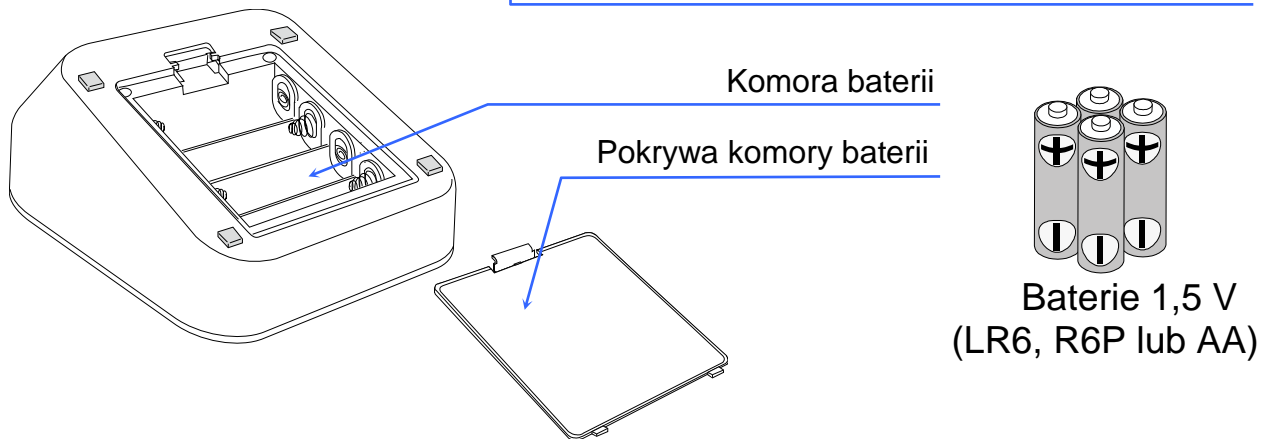 Komora baterii
Pokrywa komory baterii
Baterie 1,5 V
(LR6, R6P lub AA)